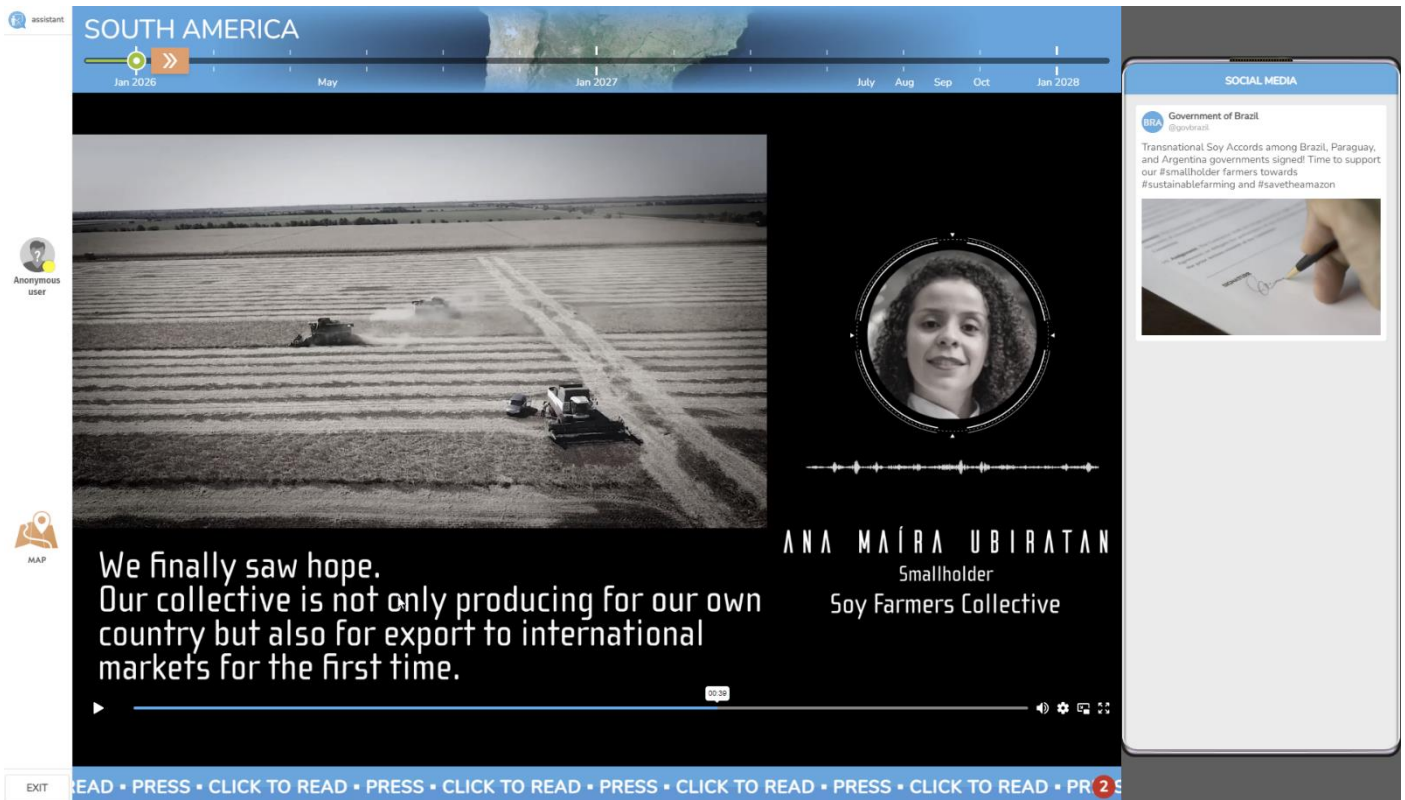 assistant
SOUTH AMERICA
Jan 2026
May
Jan 2027
July
Aug
Sep
Oct
Jan 2028
?
Anonymous
user
MAP
EXIT
We finally saw hope.
Our collective is not only producing for our own
country but also for export to international
markets for the first time.
ANA MAÍRA UBIRATAN
Smallholder
Soy Farmers Collective
00:39
EAD ▪ PRESS ▪ CLICK TO READ ▪ PRESS ▪ CLICK TO READ ▪ PRESS ▪ CLICK TO READ ▪ PRESS ▪ CLICK TO READ ▪ PR
2
SOCIAL MEDIA
BRA
Government of Brazil
@govbrazil
Transnational Soy Accords among Brazil, Paraguay,
and Argentina governments signed! Time to support
our #smallholder farmers towards
#sustainablefarming and #savetheamazon